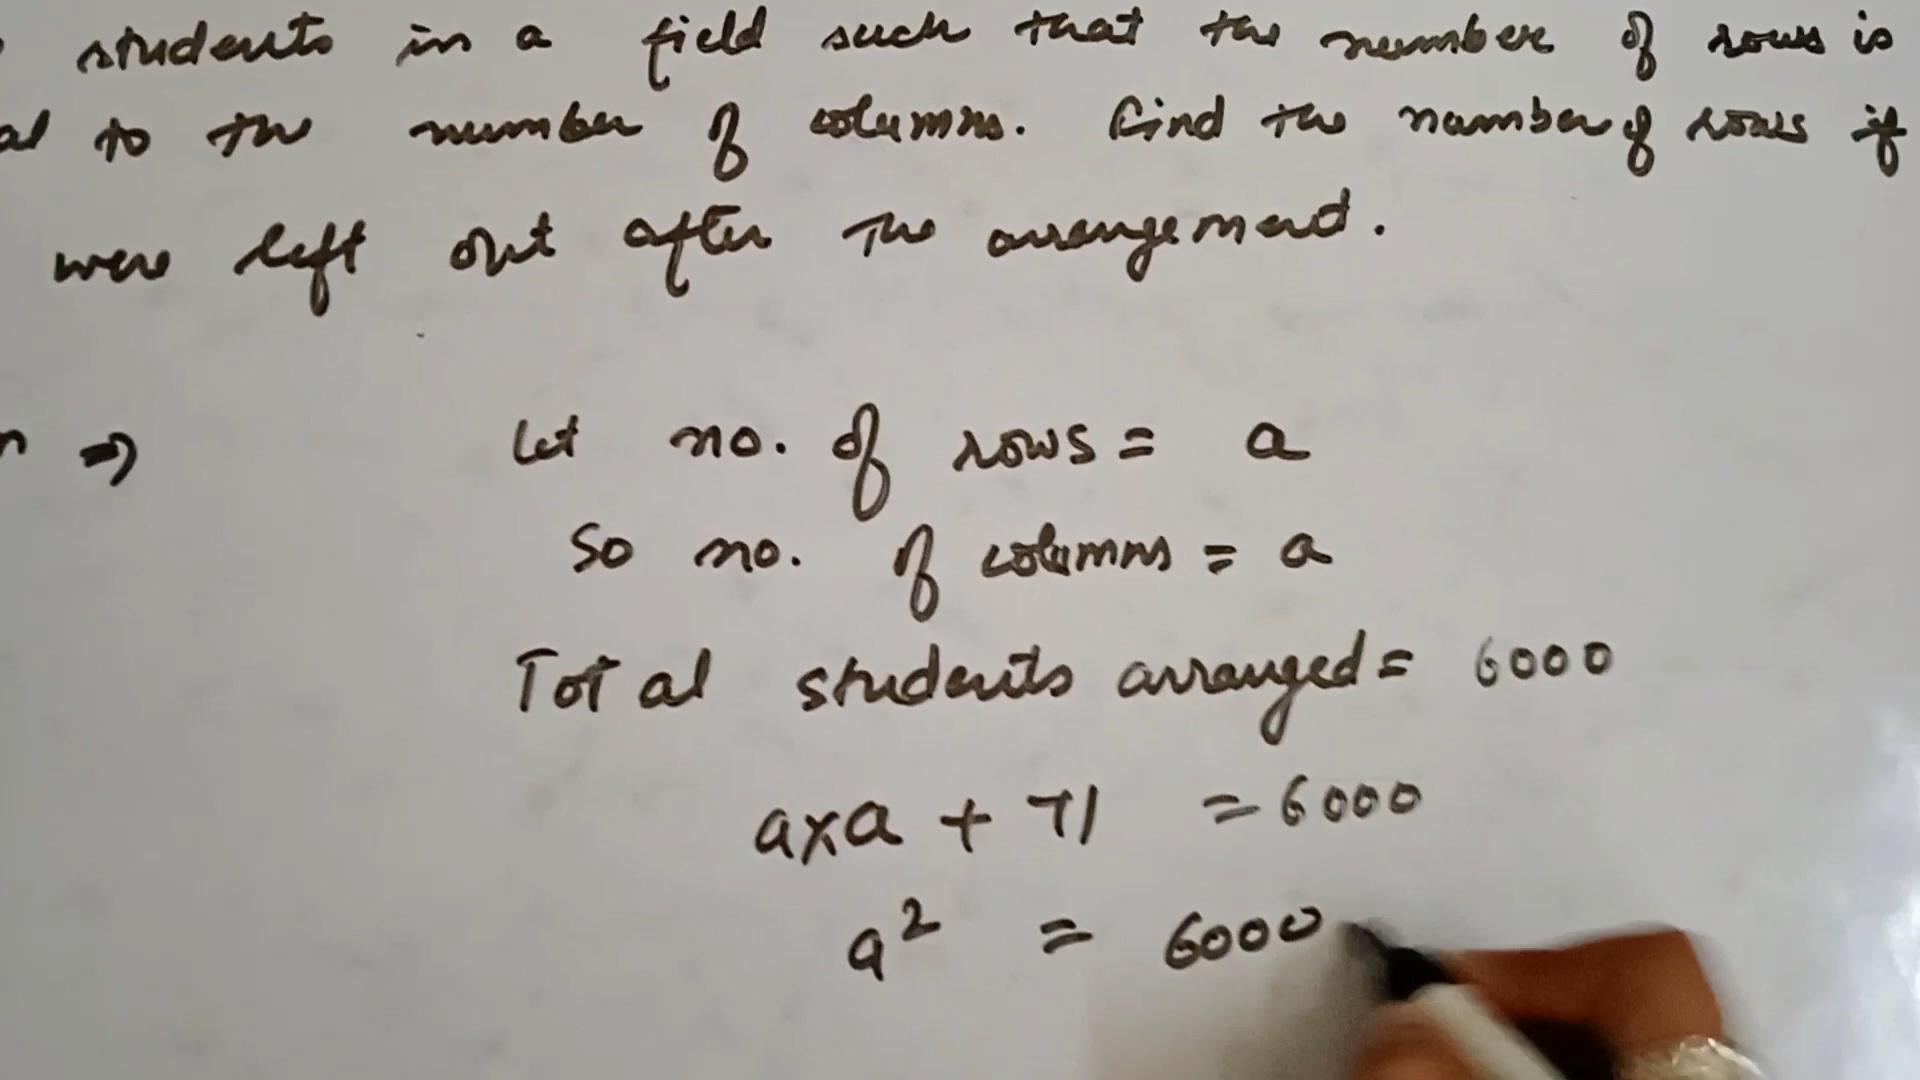 students in a field such that the number of rows is
al to the number of columns. Find the number of rows if
were left out after the arrangement.
n ⇒ Let no. of rows = a
So no. of columns = a
Total students arranged = 6000
a×a + 71 = 6000
a² = 6000